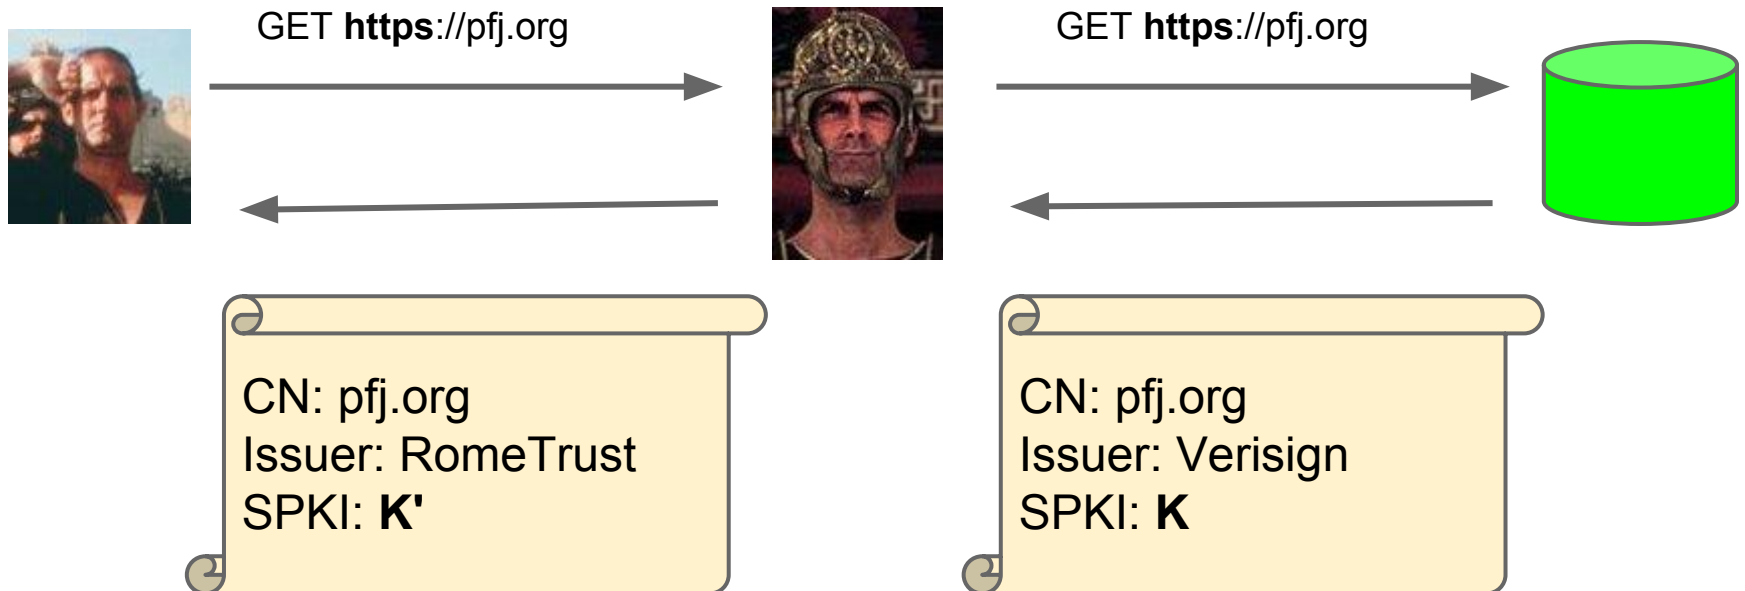 GET https://pfj.org
GET https://pfj.org
CN: pfj.org
Issuer: RomeTrust
SPKI: K'
CN: pfj.org
Issuer: Verisign
SPKI: K